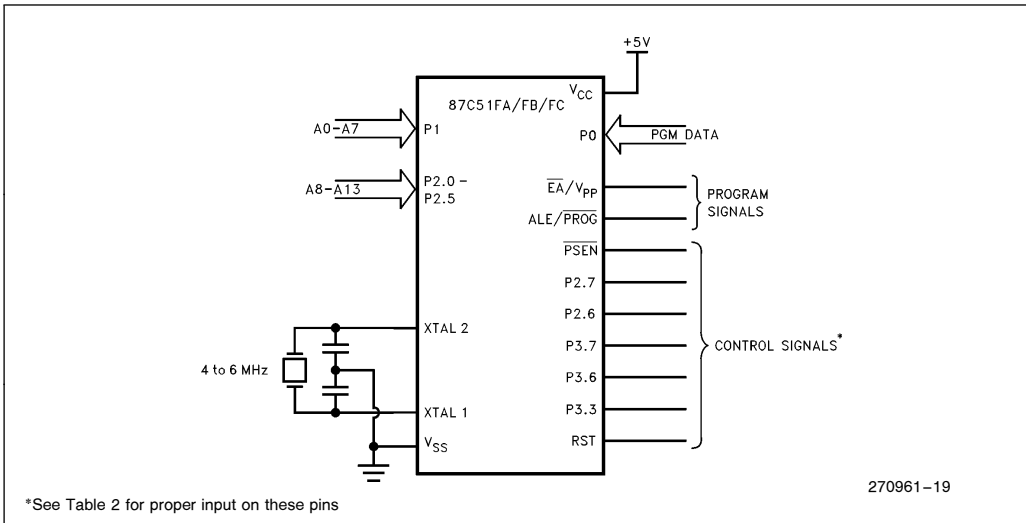 +5V
VCC
87C51FA/FB/FC
A0-A7
P1
P0
PGM DATA
A8-A13
P2.0 -
P2.5
EA/VPP
ALE/PROG
PROGRAM
SIGNALS
PSEN
P2.7
P2.6
P3.7
P3.6
P3.3
RST
CONTROL SIGNALS*
XTAL 2
4 to 6 MHz
XTAL 1
VSS
*See Table 2 for proper input on these pins
270961-19